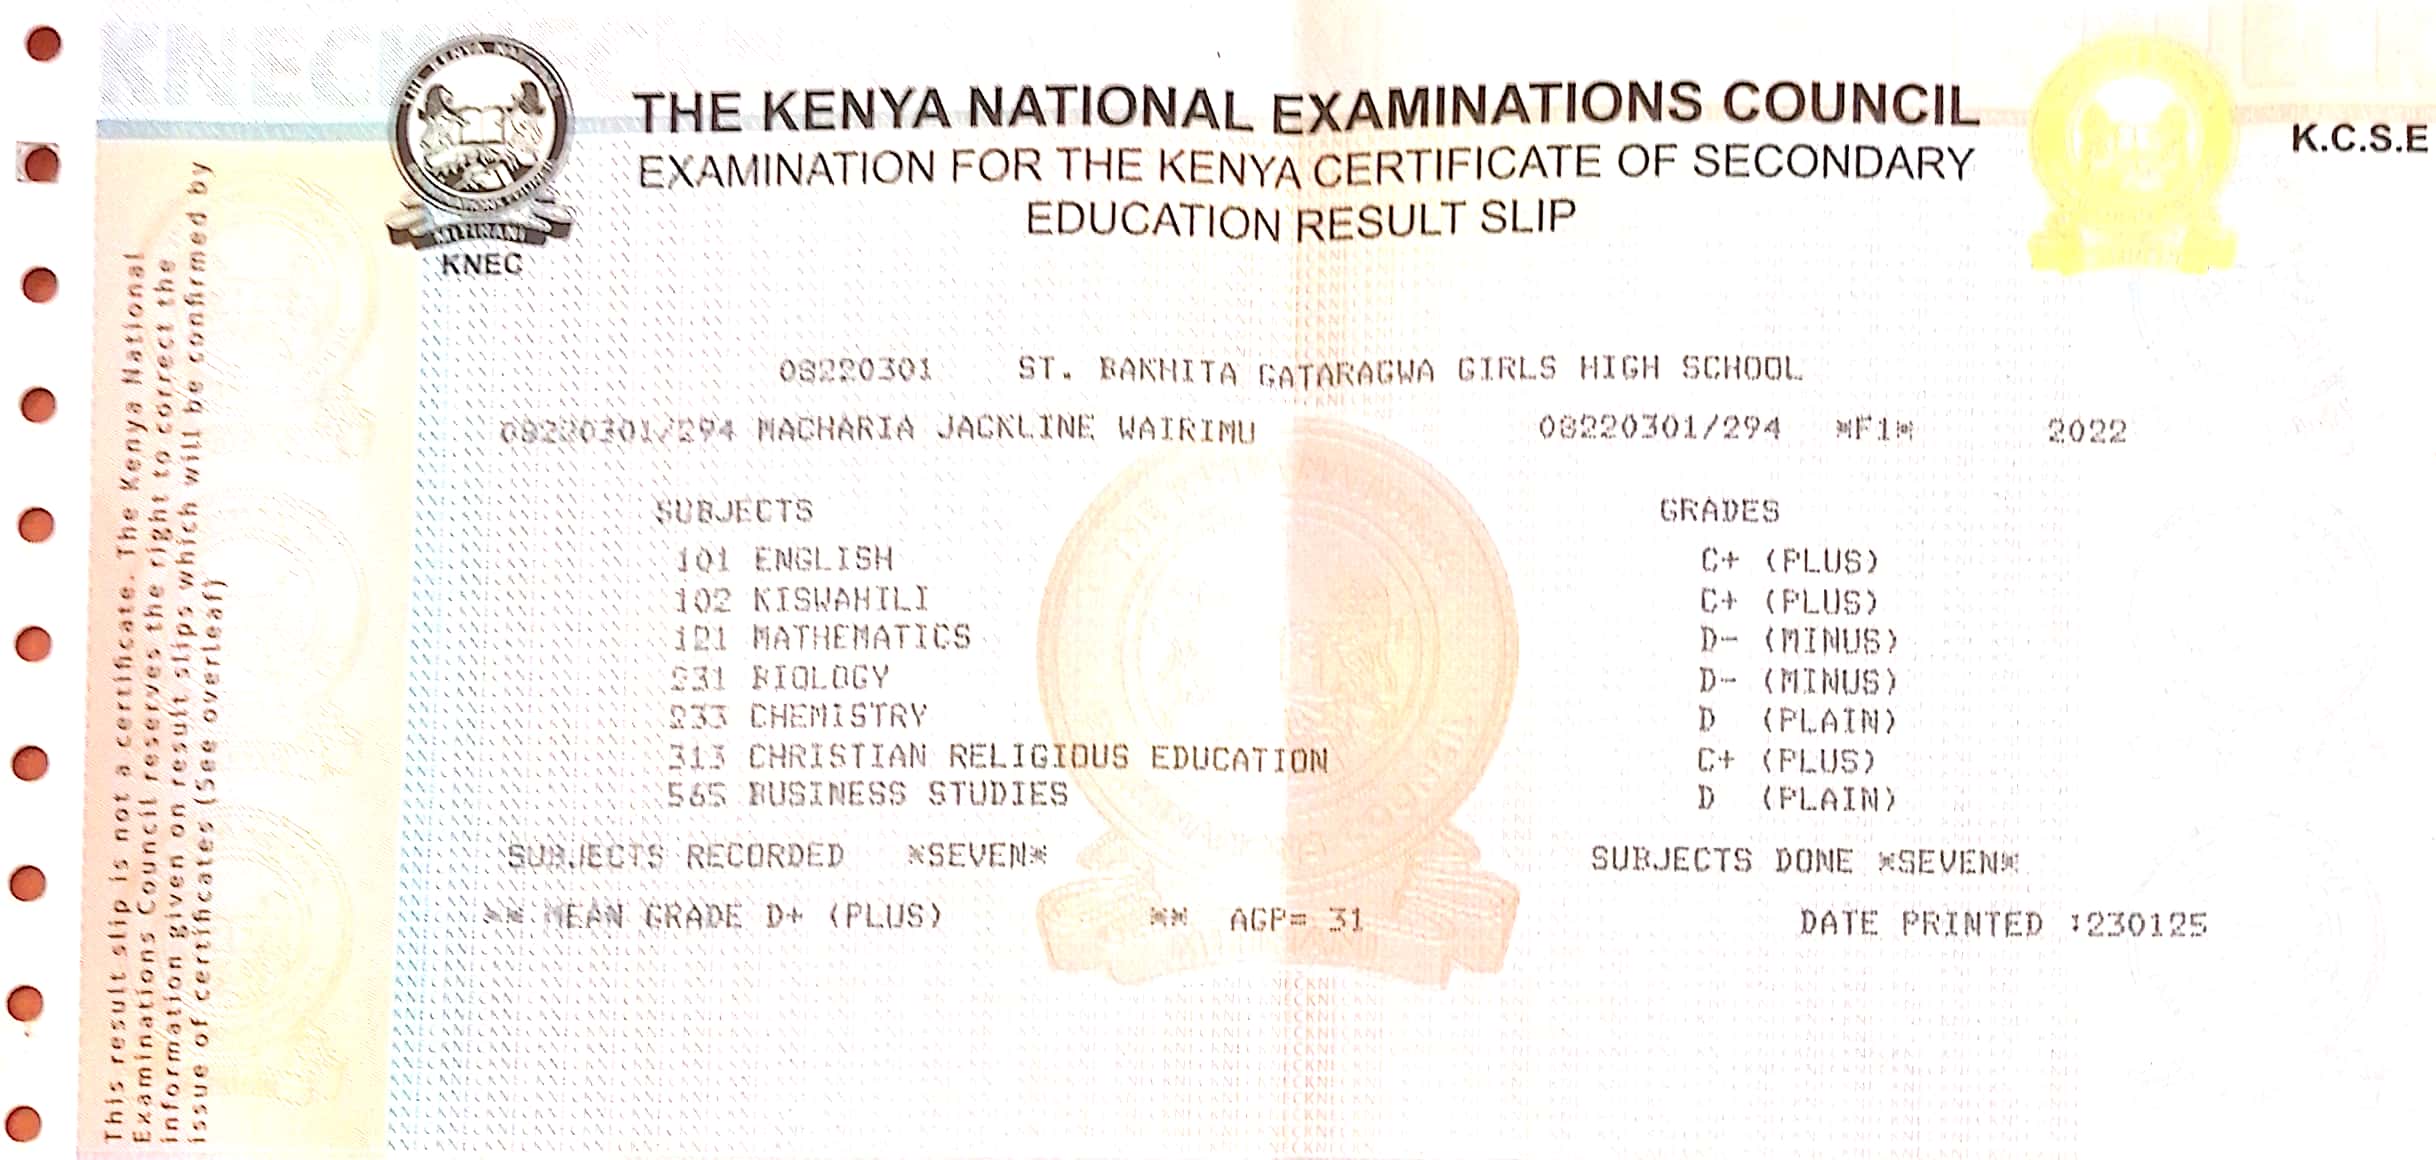 THE KENYA NATIONAL EXAMINATIONS COUNCIL
EXAMINATION FOR THE KENYA CERTIFICATE OF SECONDARY
EDUCATION RESULT SLIP
K.C.S.E
KNEC
08220301 ST. BAKHITA GATARAGWA GIRLS HIGH SCHOOL
08220301/294 MACHARIA JACKLINE WAIRIMU 08220301/294 *F1* 2022
SUBJECTS GRADES
101 ENGLISH C+ (PLUS)
102 KISWAHILI C+ (PLUS)
121 MATHEMATICS D- (MINUS)
231 BIOLOGY D- (MINUS)
233 CHEMISTRY D (PLAIN)
313 CHRISTIAN RELIGIOUS EDUCATION C+ (PLUS)
565 BUSINESS STUDIES D (PLAIN)
SUBJECTS RECORDED *SEVEN* SUBJECTS DONE *SEVEN*
** MEAN GRADE D+ (PLUS) ** AGP= 31 DATE PRINTED :230125
This result slip is not a certificate. The Kenya National
Examinations Council reserves the right to correct the
information given on result slips which will be confirmed by
issue of certificates (See overleaf)